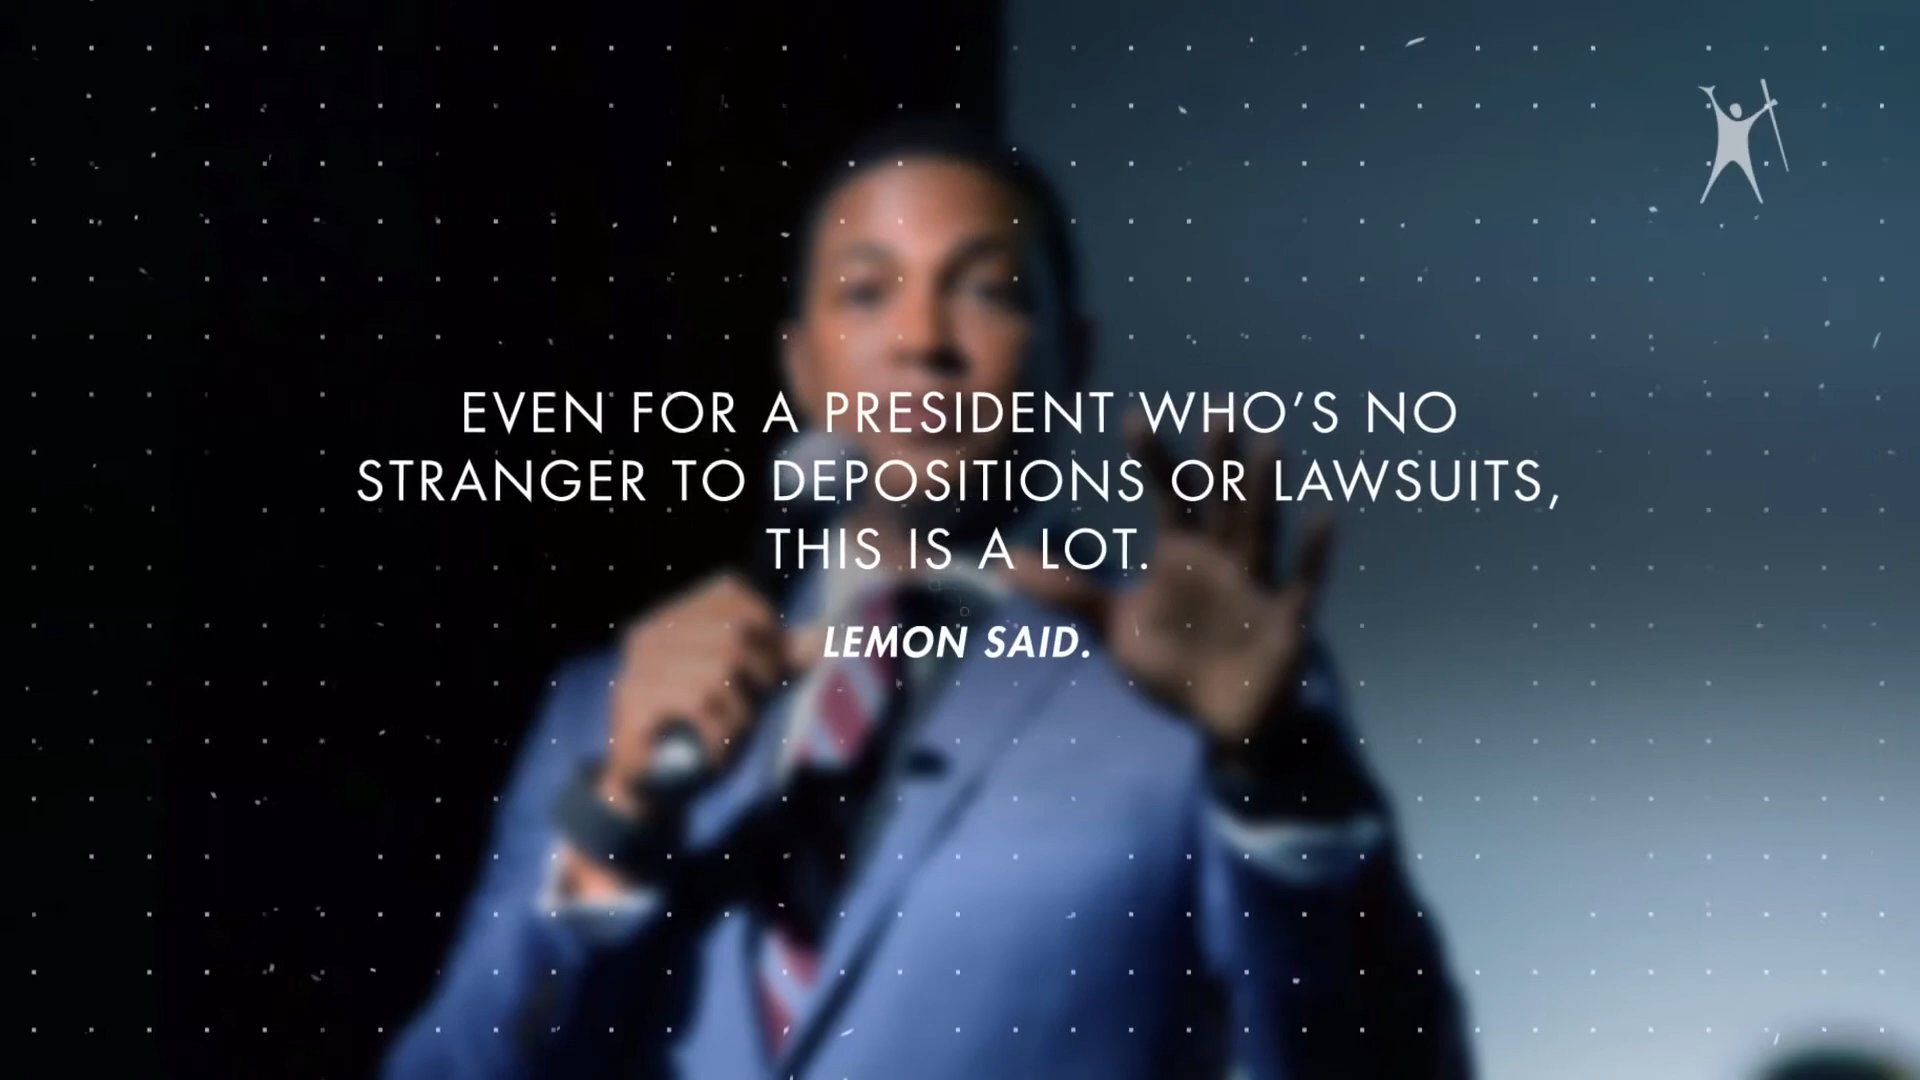 EVEN FOR A PRESIDENT WHO’S NO
STRANGER TO DEPOSITIONS OR LAWSUITS,
THIS IS A LOT.
LEMON SAID.